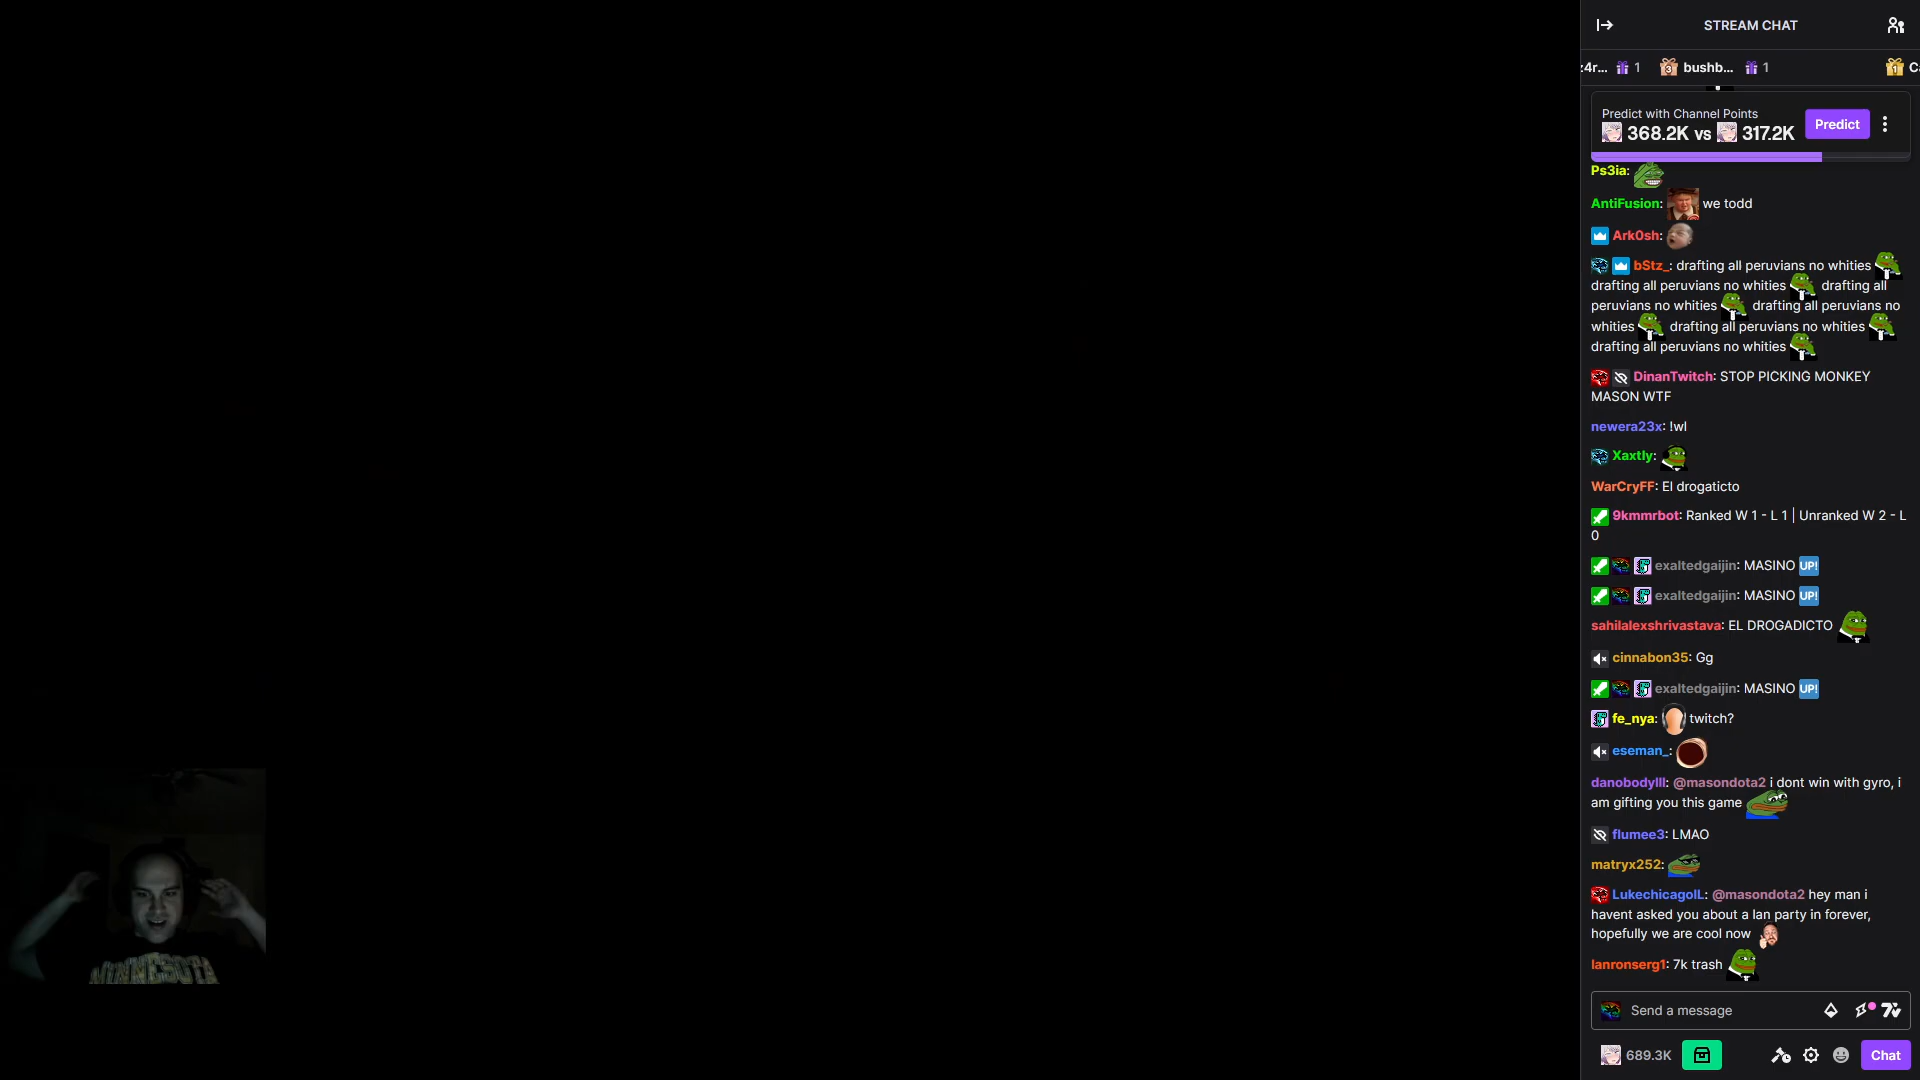 STREAM CHAT
:4r... 1 bushb... 1
Predict with Channel Points
368.2K vs 317.2K Predict
Ps3ia:
AntiFusion: we todd
Ark0sh:
bStz_: drafting all peruvians no whities
drafting all peruvians no whities drafting all
peruvians no whities drafting all peruvians no
whities drafting all peruvians no whities
drafting all peruvians no whities
DinanTwitch: STOP PICKING MONKEY
MASON WTF
newera23x: !wl
Xaxtly:
WarCryFF: El drogaticto
9kmmrbot: Ranked W 1 - L 1 | Unranked W 2 - L
0
exaltedgaijin: MASINO UP!
exaltedgaijin: MASINO UP!
sahilalexshrivastava: EL DROGADICTO
cinnabon35: Gg
exaltedgaijin: MASINO UP!
fe_nya: twitch?
eseman_:
@masondota2 i dont win with gyro, i
am gifting you this game
flumee3: LMAO
matryx252:
@masondota2 hey man i
havent asked you about a lan party in forever,
hopefully we are cool now
7k trash
MINNESOTA
Send a message
689.3K Chat